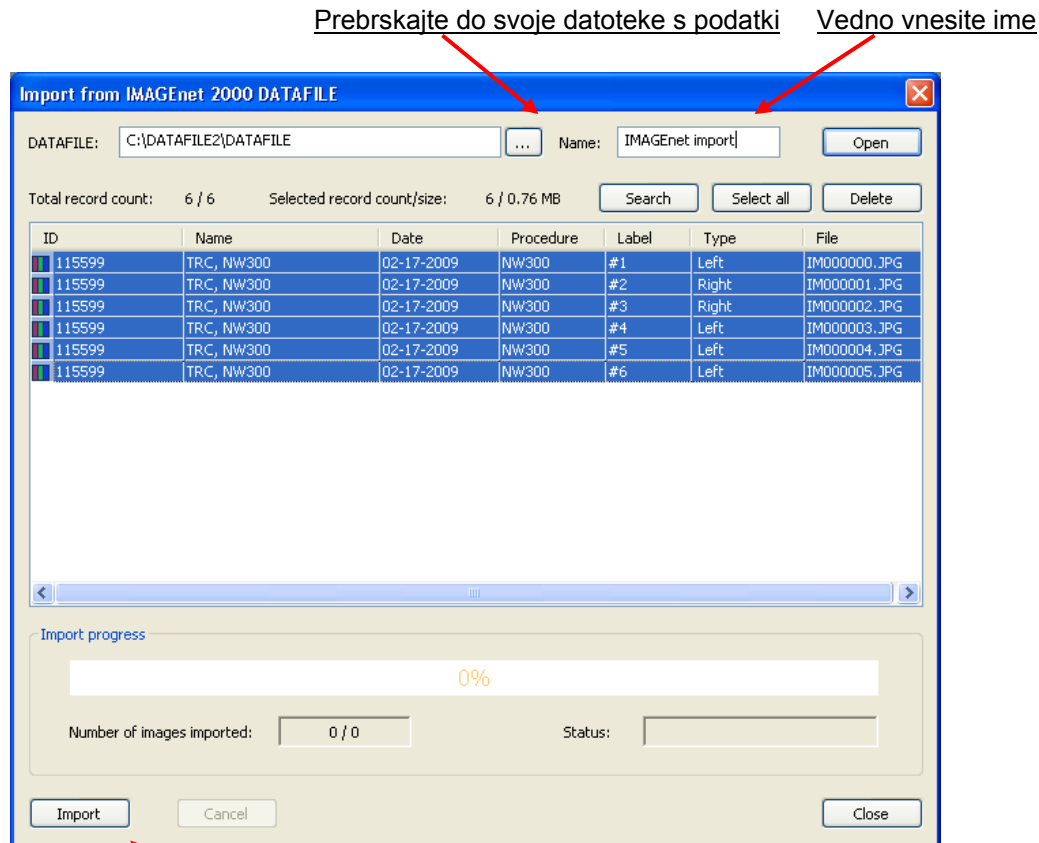 Prebrskajte do svoje datoteke s podatki Vedno vnesite ime
Import from IMAGEnet 2000 DATAFILE
DATAFILE: C:\DATAFILE2\DATAFILE ... Name: IMAGEnet import Open
Total record count: 6 / 6 Selected record count/size: 6 / 0.76 MB Search Select all Delete
ID Name Date Procedure Label Type File
115599 TRC, NW300 02-17-2009 NW300 #1 Left IM000000.JPG
115599 TRC, NW300 02-17-2009 NW300 #2 Right IM000001.JPG
115599 TRC, NW300 02-17-2009 NW300 #3 Right IM000002.JPG
115599 TRC, NW300 02-17-2009 NW300 #4 Left IM000003.JPG
115599 TRC, NW300 02-17-2009 NW300 #5 Left IM000004.JPG
115599 TRC, NW300 02-17-2009 NW300 #6 Left IM000005.JPG
Import progress
0%
Number of images imported: 0 / 0 Status:
Import Cancel Close